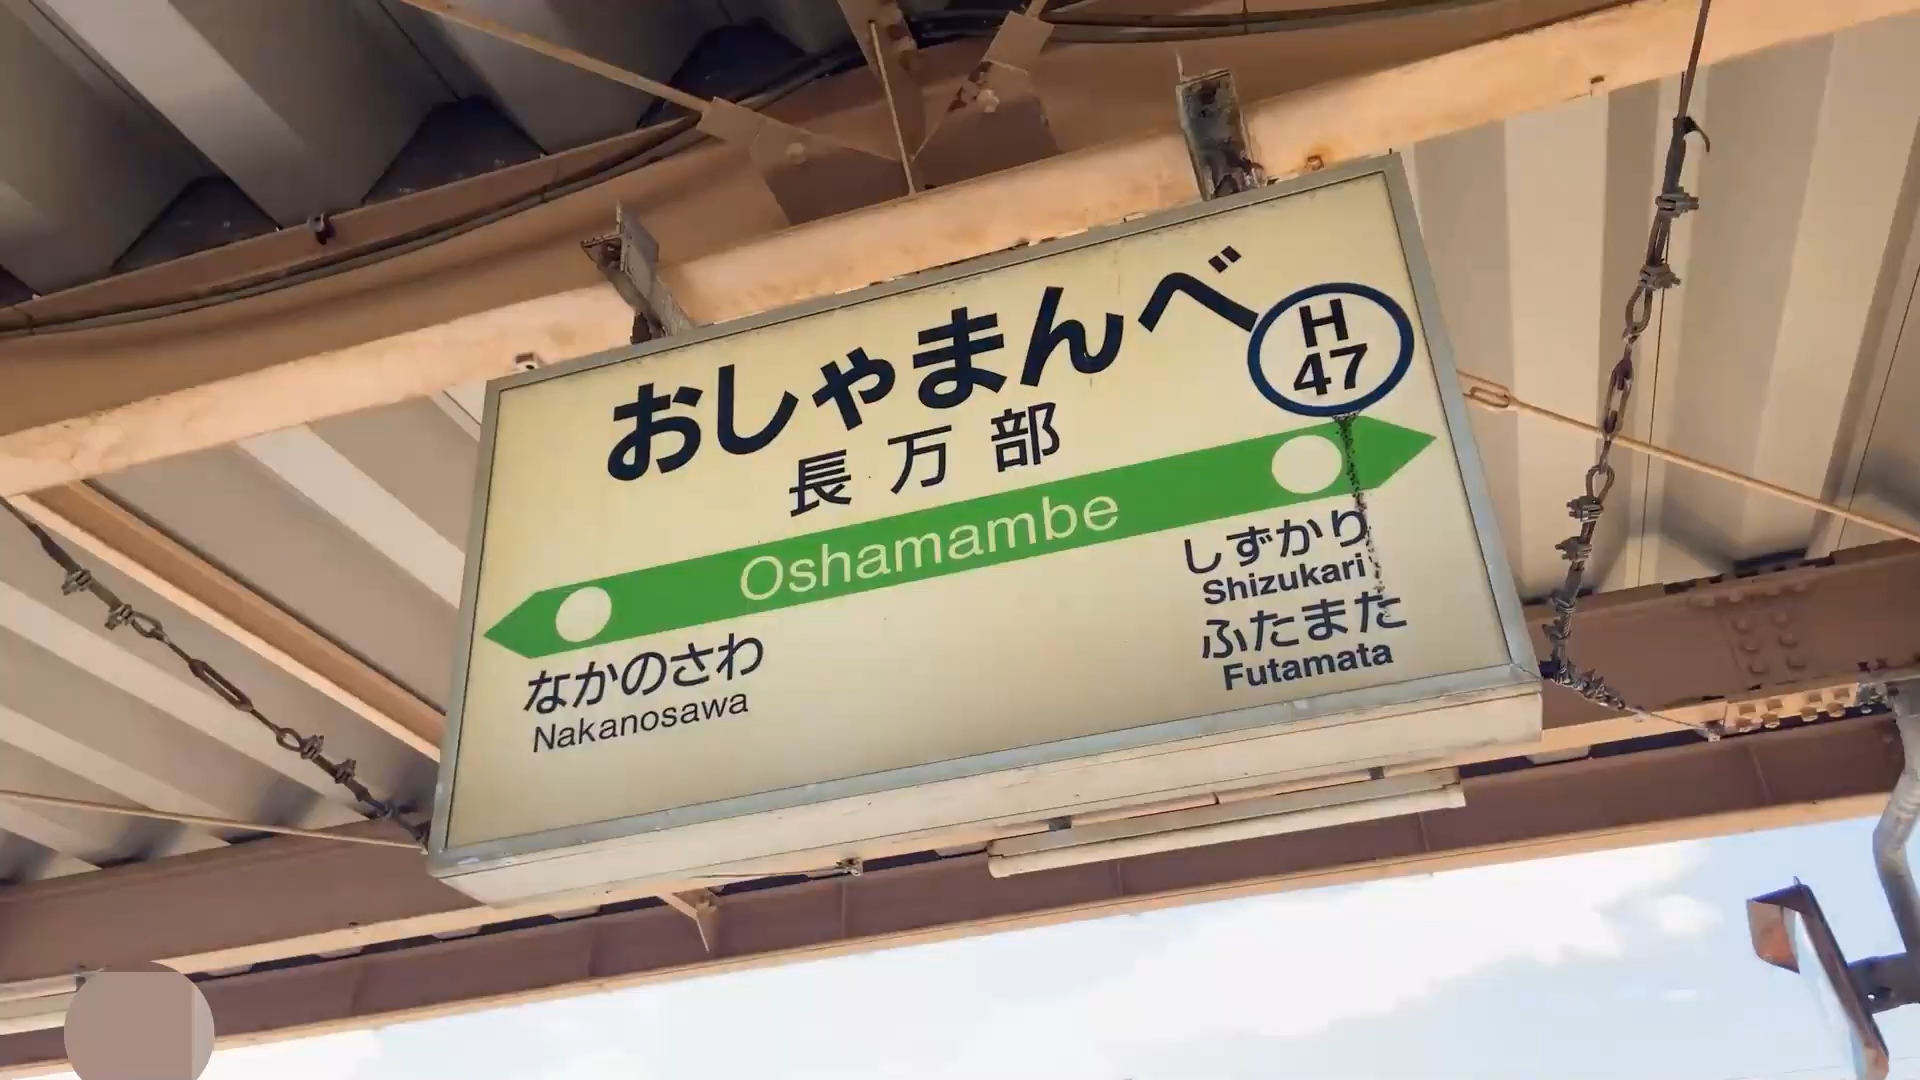 おしゃまんべ
H
47
長万部
Oshamambe
なかのさわ
Nakanosawa
しずかり
Shizukari
ふたまた
Futamata